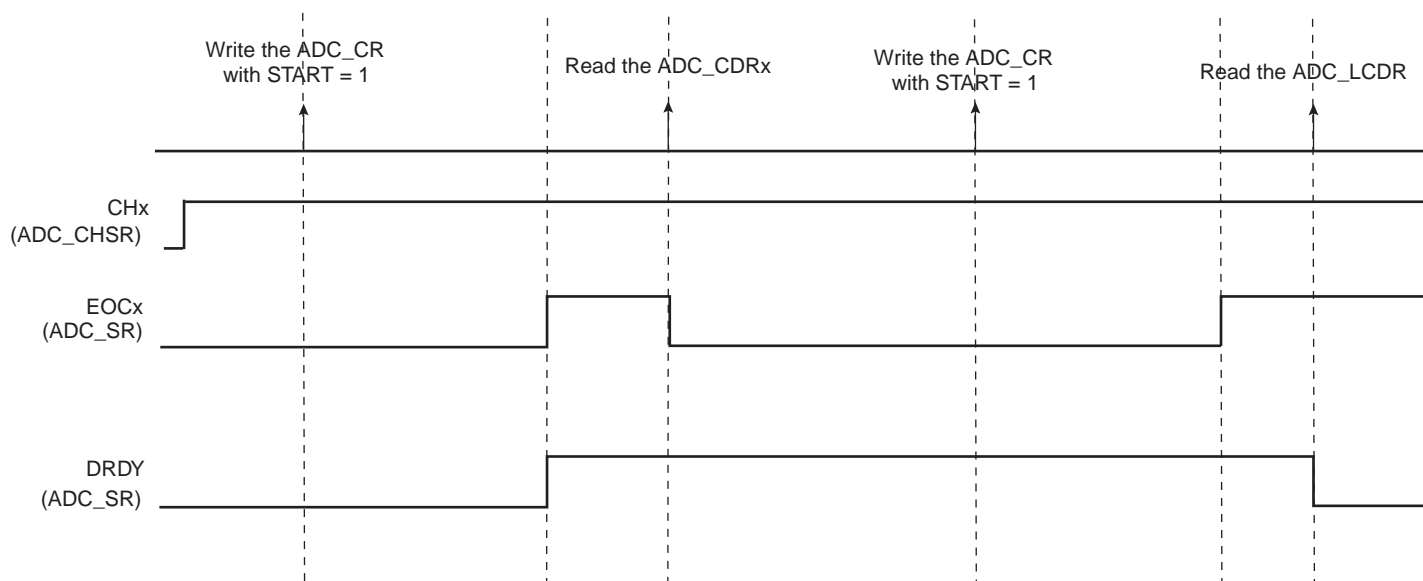 Write the ADC_CR
with START = 1
Read the ADC_CDRx
Write the ADC_CR
with START = 1
Read the ADC_LCDR
CHx
(ADC_CHSR)
EOCx
(ADC_SR)
DRDY
(ADC_SR)